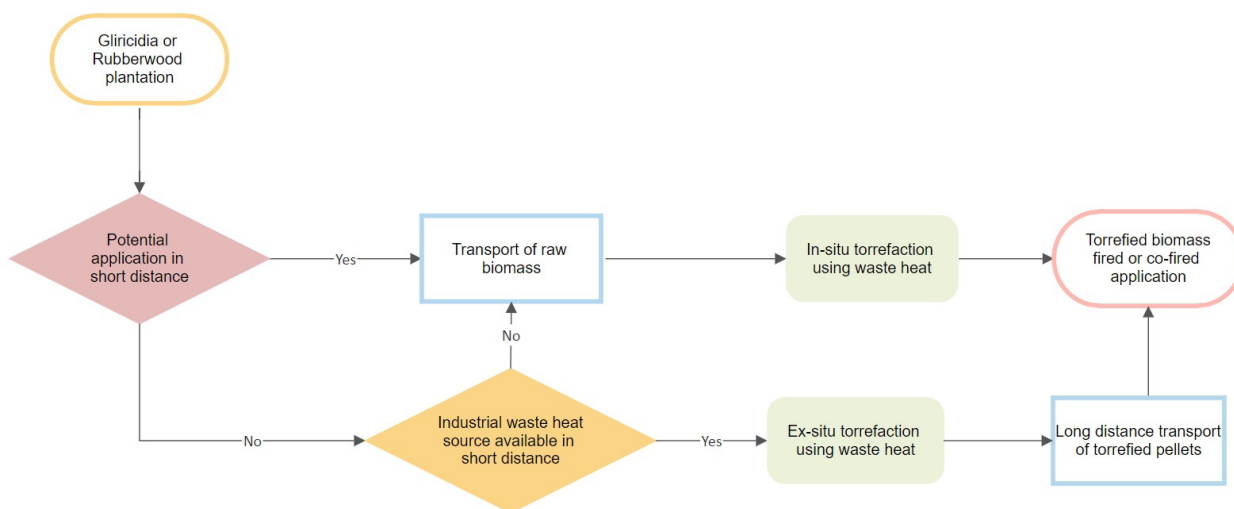 Gliricidia or
Rubberwood
plantation
Potential
application in
short distance
Yes
Transport of raw
biomass
In-situ torrefaction
using waste heat
Torrefied biomass
fired or co-fired
application
No
No
Industrial waste heat
source available in
short distance
Yes
Ex-situ torrefaction
using waste heat
Long distance transport
of torrefied pellets